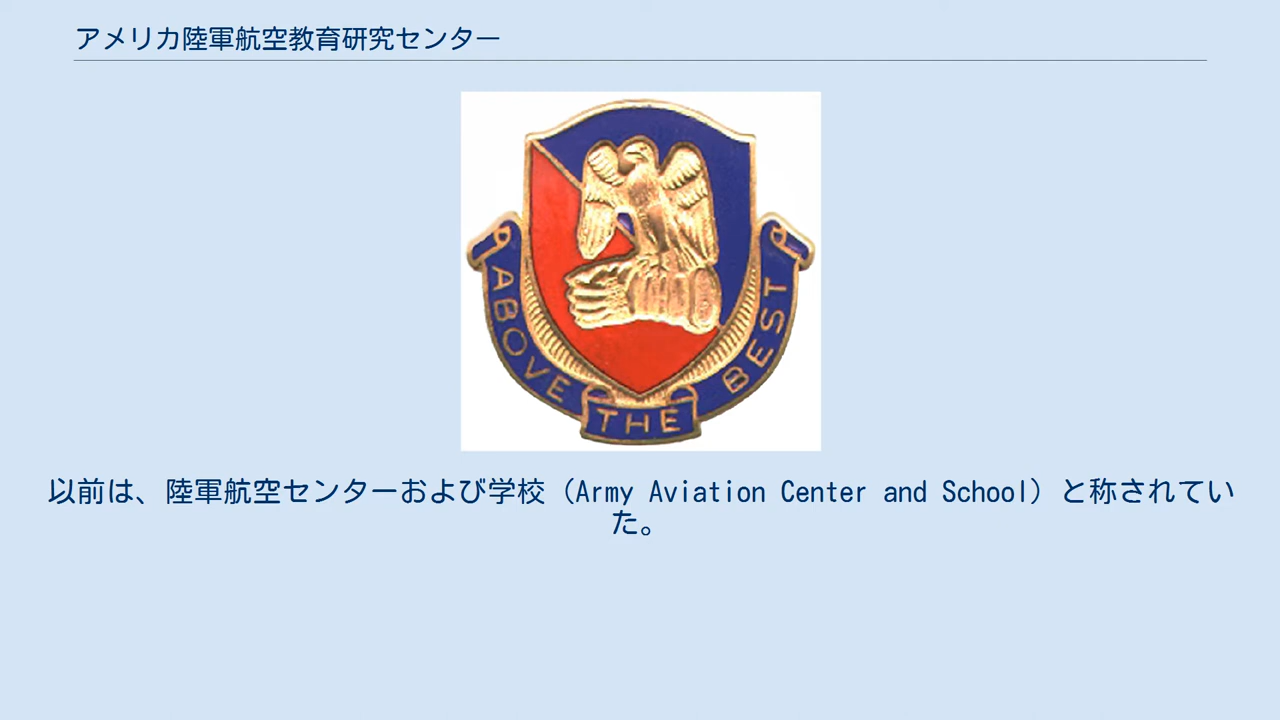 アメリカ陸軍航空教育研究センター
ABOVE THE BEST
以前は、陸軍航空センターおよび学校（Army Aviation Center and School）と称されてい
た。